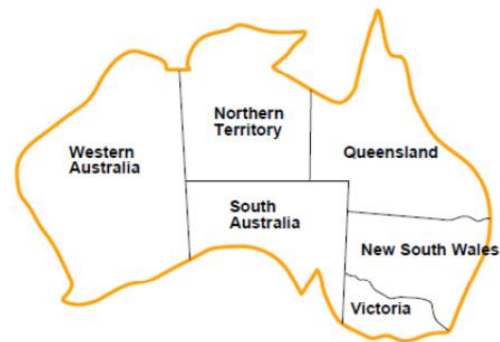 Northern
Territory
Western
Australia
Queensland
South
Australia
New South Wales
Victoria